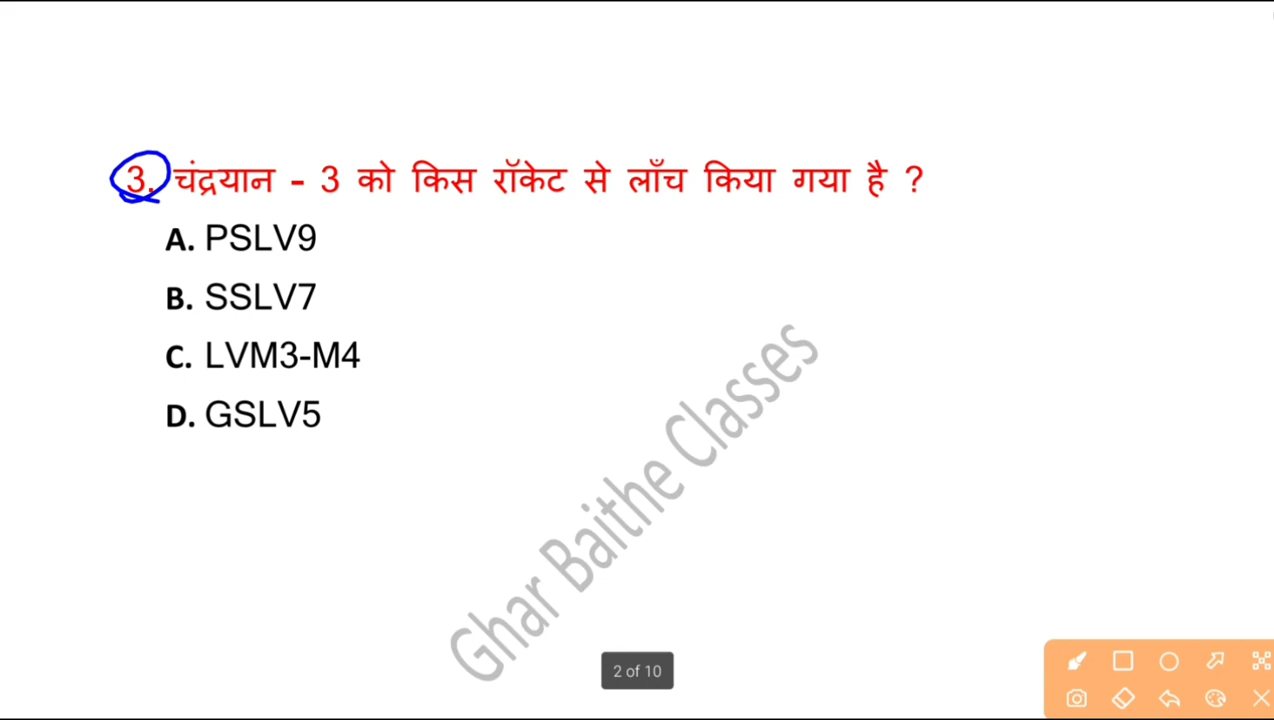 3. चंद्रयान - 3 को किस रॉकेट से लाँच किया गया है ?
A. PSLV9
B. SSLV7
C. LVM3-M4
D. GSLV5
Ghar Baithe Classes
2 of 10